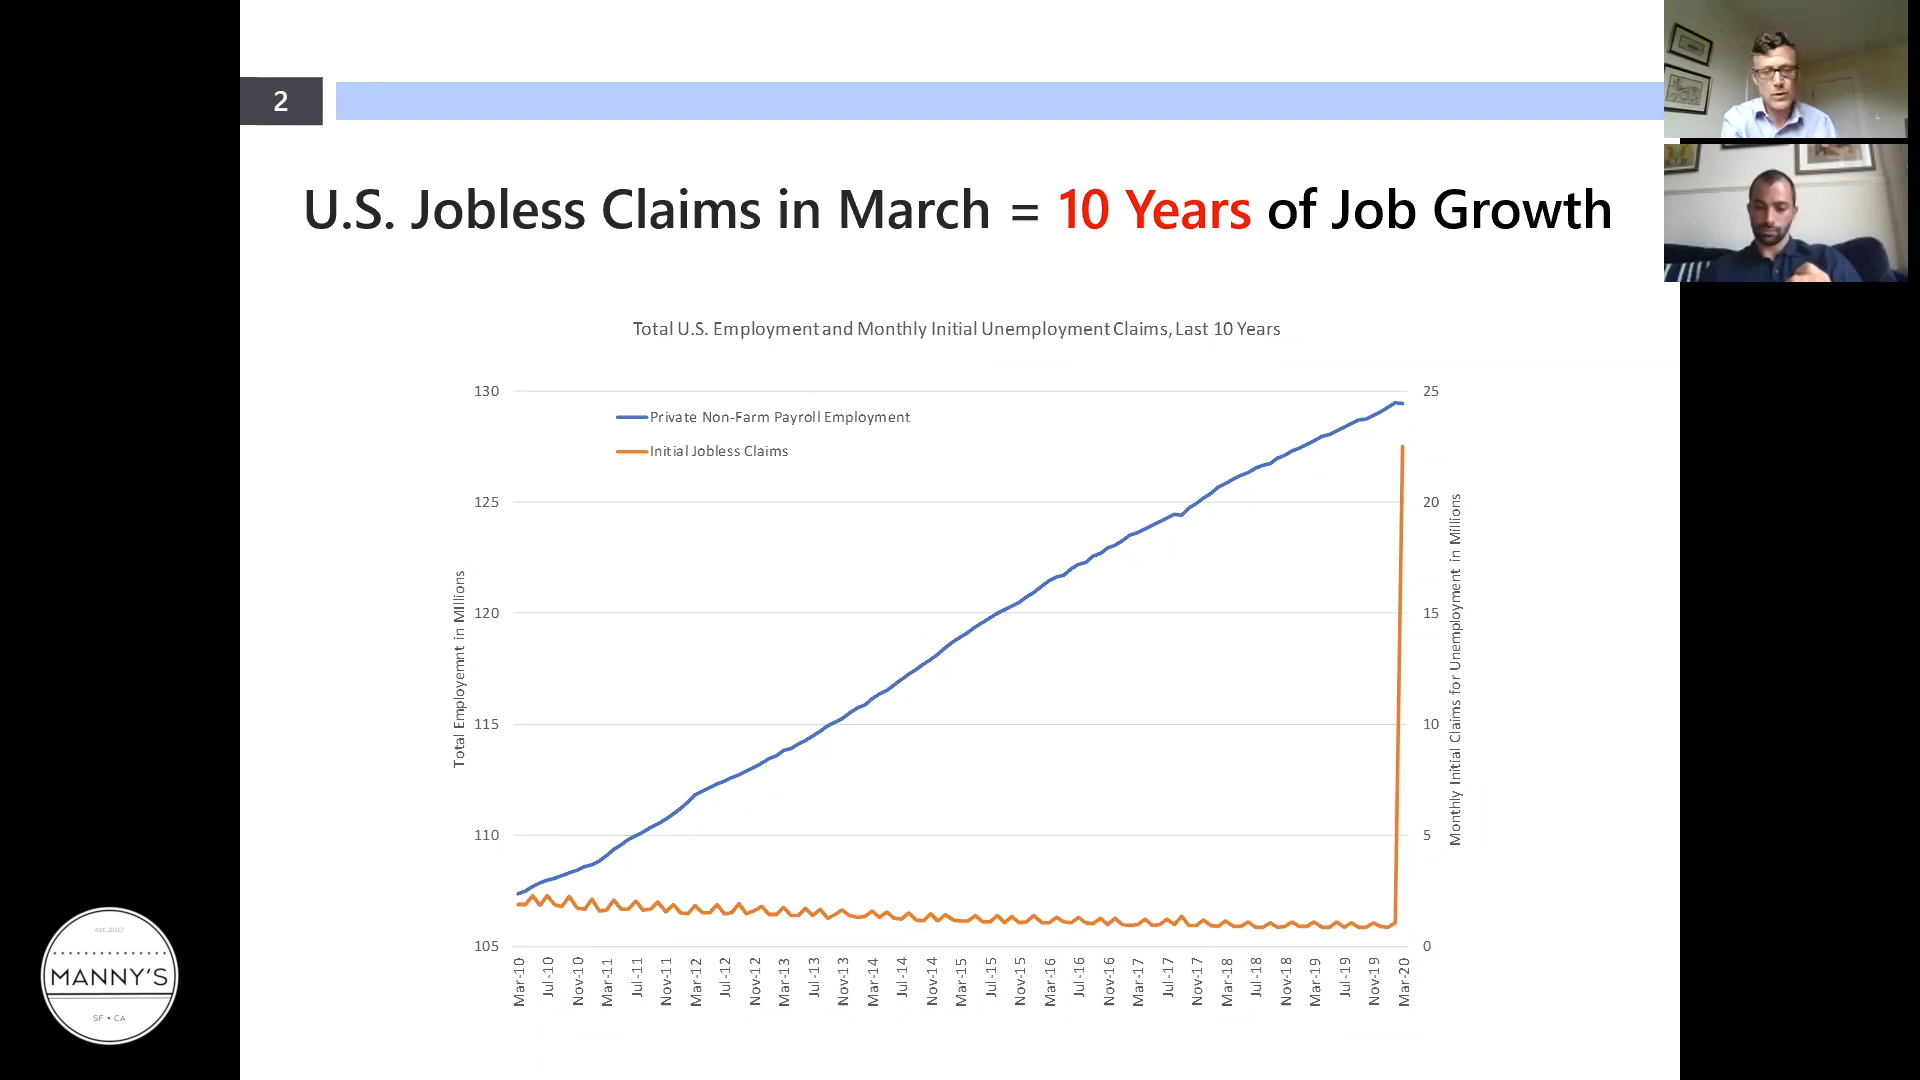 2
U.S. Jobless Claims in March = 10 Years of Job Growth
Total U.S. Employment and Monthly Initial Unemployment Claims, Last 10 Years
Private Non-Farm Payroll Employment
Initial Jobless Claims
130
125
120
115
110
105
Total Employemnt in MIllions
25
20
15
10
5
0
Monthly Initial Claims for Unemployment in Millions
Mar-10
Jul-10
Nov-10
Mar-11
Jul-11
Nov-11
Mar-12
Jul-12
Nov-12
Mar-13
Jul-13
Nov-13
Mar-14
Jul-14
Nov-14
Mar-15
Jul-15
Nov-15
Mar-16
Jul-16
Nov-16
Mar-17
Jul-17
Nov-17
Mar-18
Jul-18
Nov-18
Mar-19
Jul-19
Nov-19
Mar-20
est. 2017
MANNY'S
SF • CA